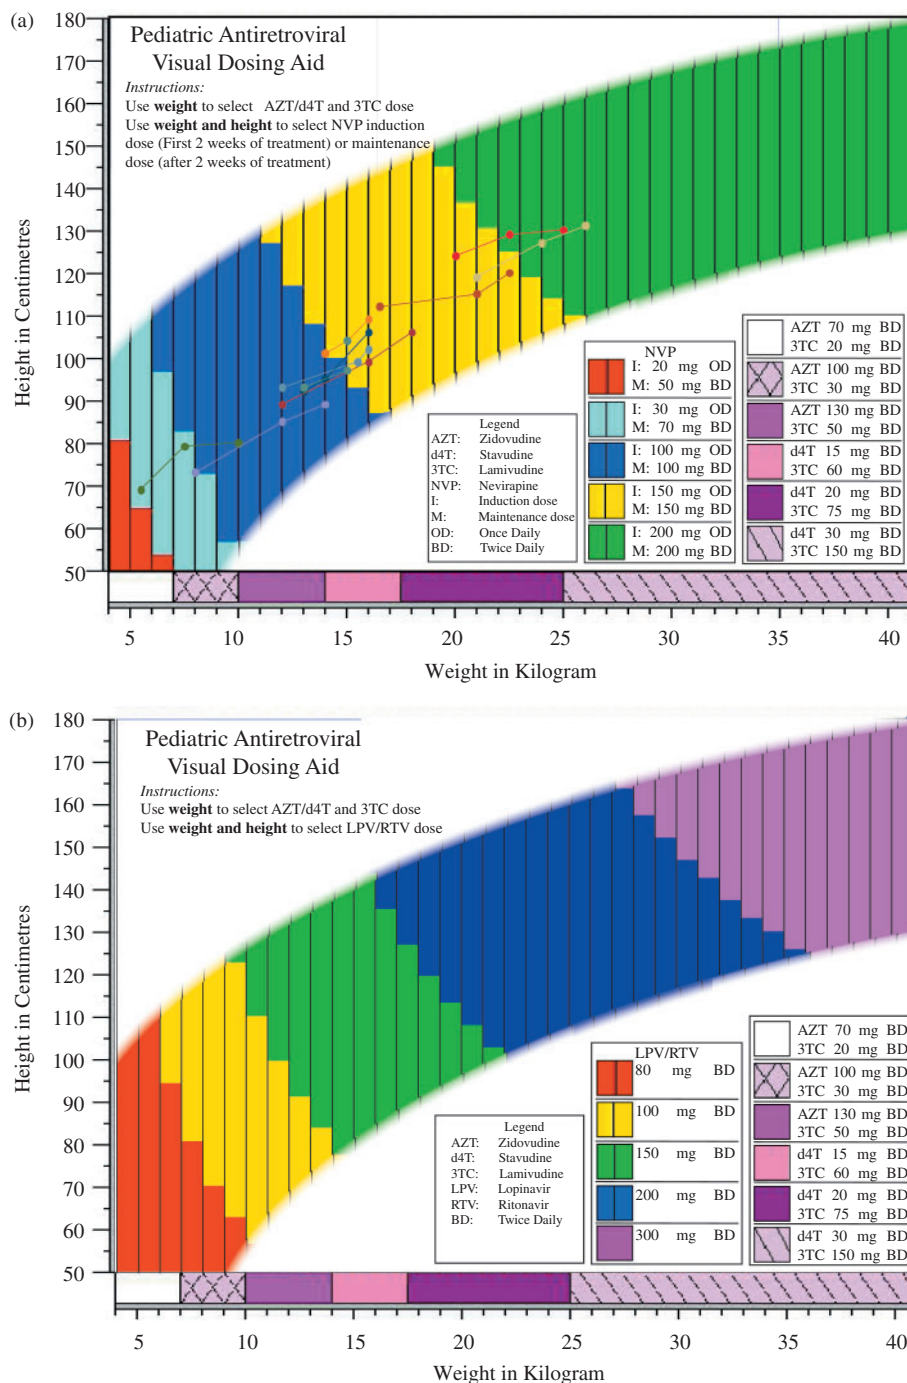 (a)
Pediatric Antiretroviral
Visual Dosing Aid
Instructions:
Use weight to select AZT/d4T and 3TC dose
Use weight and height to select NVP induction
dose (First 2 weeks of treatment) or maintenance
dose (after 2 weeks of treatment)
Height in Centimetres
180
170
160
150
140
130
120
110
100
90
80
70
60
50
Legend
AZT: Zidovudine
d4T: Stavudine
3TC: Lamivudine
NVP: Nevirapine
I: Induction dose
M: Maintenance dose
OD: Once Daily
BD: Twice Daily
NVP
I: 20 mg OD
M: 50 mg BD
I: 30 mg OD
M: 70 mg BD
I: 100 mg OD
M: 100 mg BD
I: 150 mg OD
M: 150 mg BD
I: 200 mg OD
M: 200 mg BD
AZT 70 mg BD
3TC 20 mg BD
AZT 100 mg BD
3TC 30 mg BD
AZT 130 mg BD
3TC 50 mg BD
d4T 15 mg BD
3TC 60 mg BD
d4T 20 mg BD
3TC 75 mg BD
d4T 30 mg BD
3TC 150 mg BD
5 10 15 20 25 30 35 40
Weight in Kilogram
(b)
Pediatric Antiretroviral
Visual Dosing Aid
Instructions:
Use weight to select AZT/d4T and 3TC dose
Use weight and height to select LPV/RTV dose
Height in Centimetres
180
170
160
150
140
130
120
110
100
90
80
70
60
50
Legend
AZT: Zidovudine
d4T: Stavudine
3TC: Lamivudine
LPV: Lopinavir
RTV: Ritonavir
BD: Twice Daily
LPV/RTV
80 mg BD
100 mg BD
150 mg BD
200 mg BD
300 mg BD
AZT 70 mg BD
3TC 20 mg BD
AZT 100 mg BD
3TC 30 mg BD
AZT 130 mg BD
3TC 50 mg BD
d4T 15 mg BD
3TC 60 mg BD
d4T 20 mg BD
3TC 75 mg BD
d4T 30 mg BD
3TC 150 mg BD
5 10 15 20 25 30 35 40
Weight in Kilogram